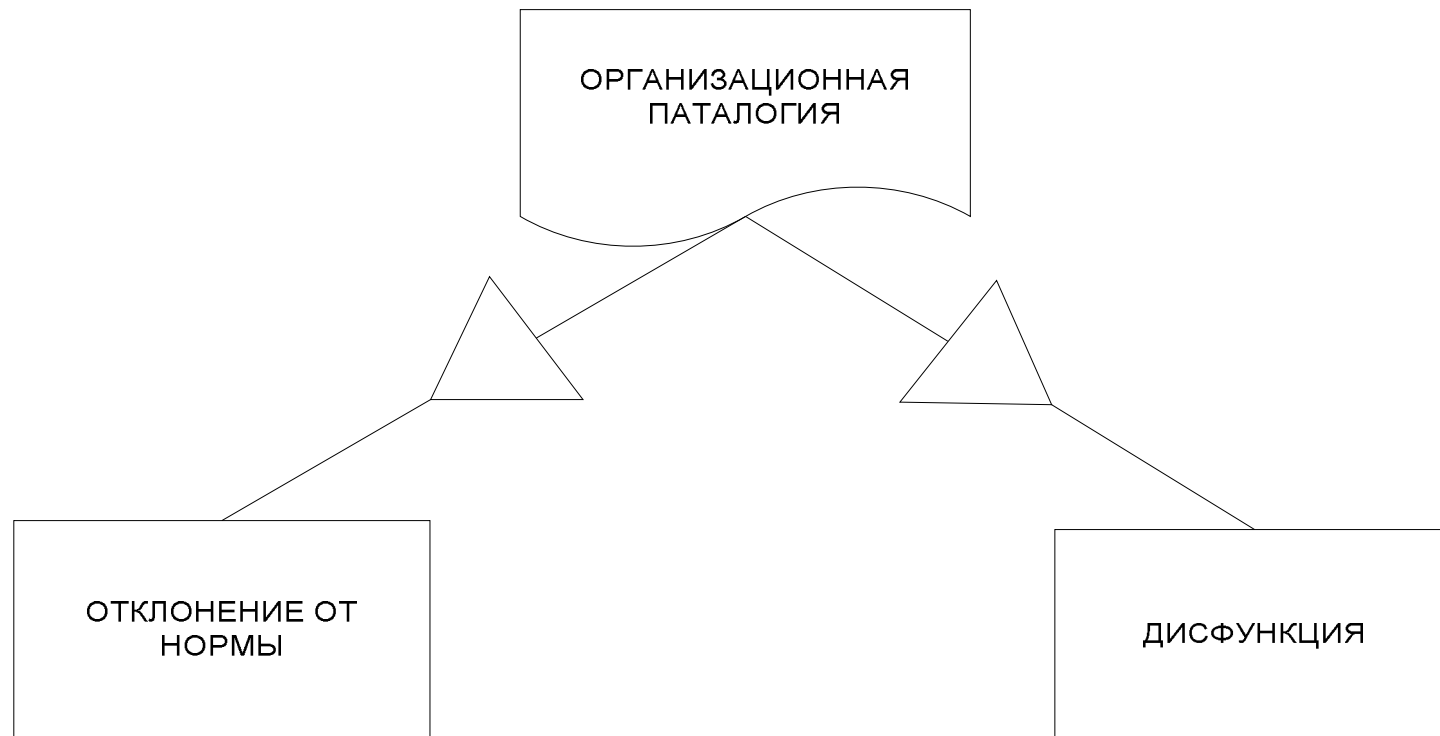 ОРГАНИЗАЦИОННАЯ
ПАТАЛОГИЯ
ОТКЛОНЕНИЕ ОТ
НОРМЫ
ДИСФУНКЦИЯ